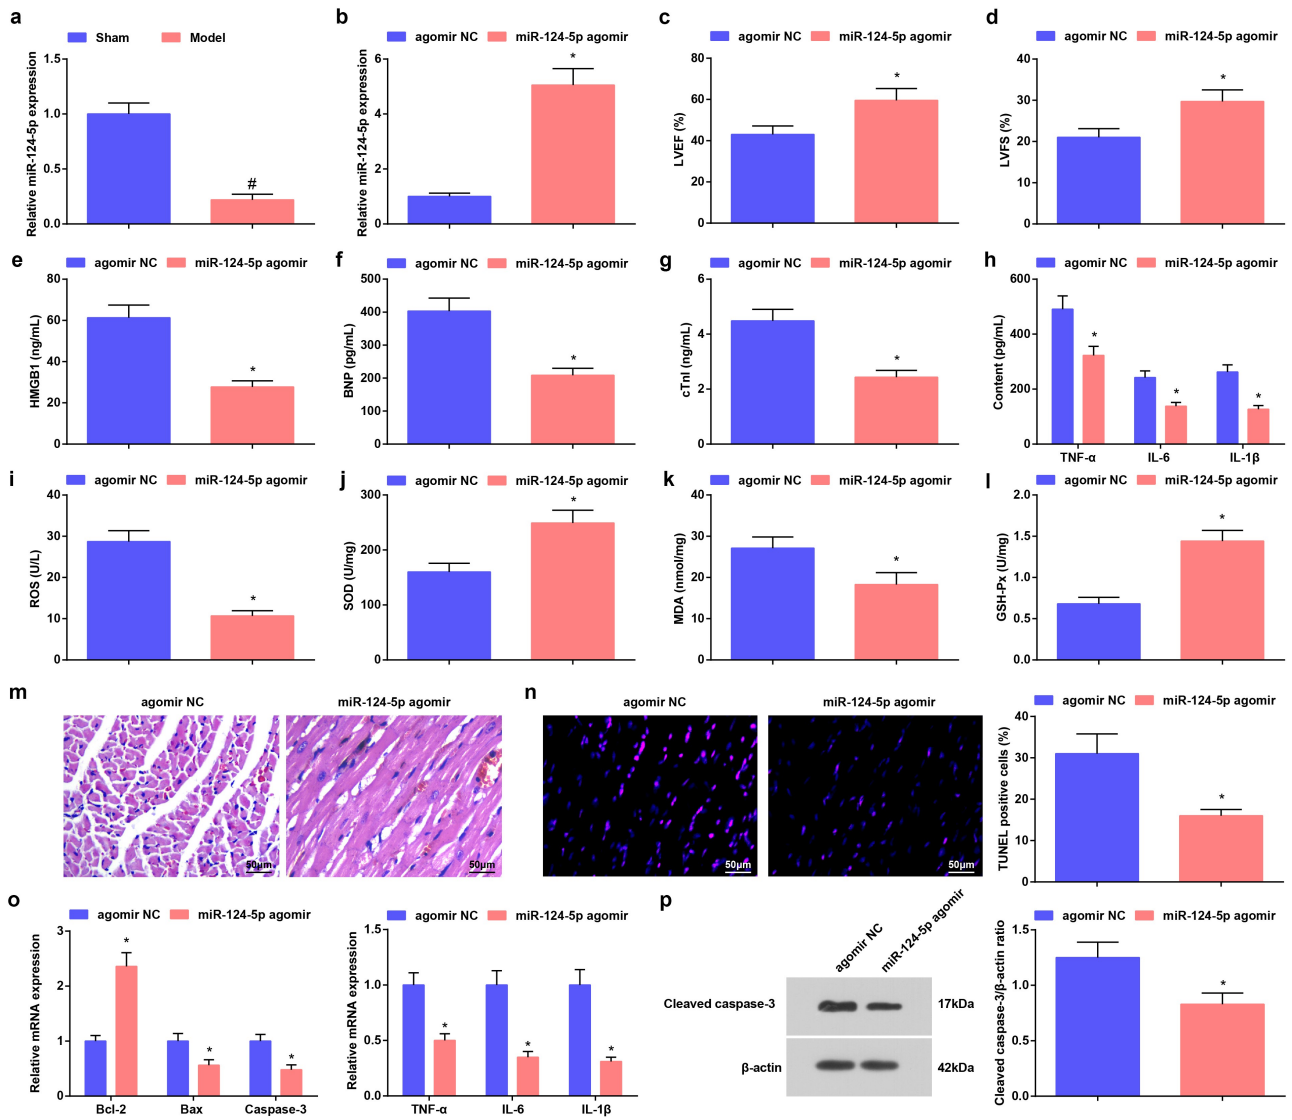 a
Sham Model
Relative miR-124-5p expression
1.5
1.0
0.5
0.0
#
b
agomir NC miR-124-5p agomir
Relative miR-124-5p expression
6
4
2
0
*
c
agomir NC miR-124-5p agomir
LVEF (%)
80
60
40
20
0
*
d
agomir NC miR-124-5p agomir
LVFS (%)
40
30
20
10
0
*
e
agomir NC miR-124-5p agomir
HMGB1 (ng/mL)
80
60
40
20
0
*
f
agomir NC miR-124-5p agomir
BNP (pg/mL)
500
400
300
200
100
0
*
g
agomir NC miR-124-5p agomir
cTnI (ng/mL)
6
4
2
0
*
h
agomir NC miR-124-5p agomir
Content (pg/mL)
600
400
200
0
* * *
TNF-α IL-6 IL-1β
i
agomir NC miR-124-5p agomir
ROS (U/L)
40
30
20
10
0
*
j
agomir NC miR-124-5p agomir
SOD (U/mg)
300
200
100
0
*
k
agomir NC miR-124-5p agomir
MDA (nmol/mg)
40
30
20
10
0
*
l
agomir NC miR-124-5p agomir
GSH-Px (U/mg)
2.0
1.5
1.0
0.5
0.0
*
m
agomir NC miR-124-5p agomir
50μm 50μm
n
agomir NC miR-124-5p agomir
50μm 50μm
agomir NC miR-124-5p agomir
TUNEL positive cells (%)
40
30
20
10
0
*
o
agomir NC miR-124-5p agomir
Relative mRNA expression
3
2
1
0
* * *
Bcl-2 Bax Caspase-3
agomir NC miR-124-5p agomir
Relative mRNA expression
1.5
1.0
0.5
0.0
* * *
TNF-α IL-6 IL-1β
p
agomir NC miR-124-5p agomir
Cleaved caspase-3 17kDa
β-actin 42kDa
agomir NC miR-124-5p agomir
Cleaved caspase-3/β-actin ratio
1.5
1.0
0.5
0.0
*